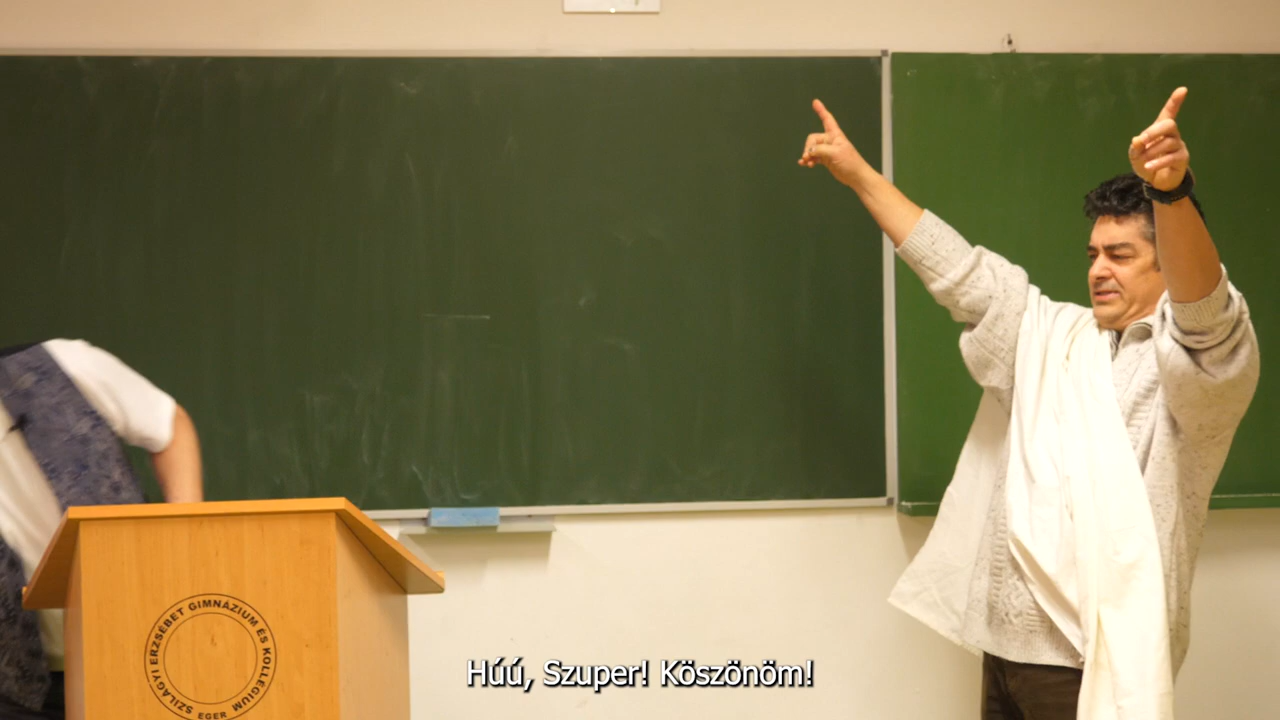 SZILÁGYI ERZSÉBET GIMNÁZIUM ÉS KOLLÉGIUM
EGER
Húú, Szuper! Köszönöm!